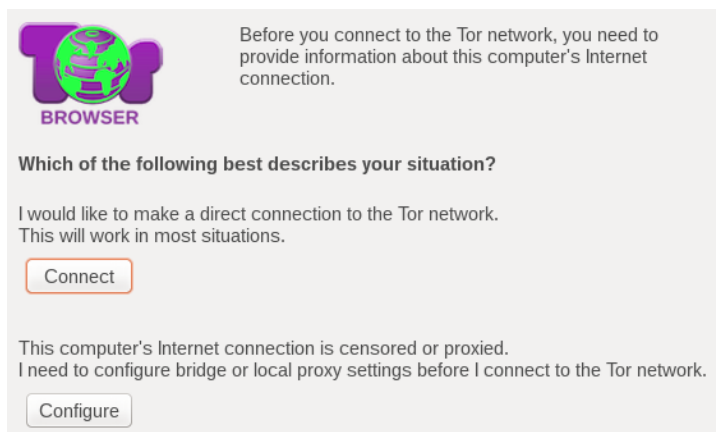 Tor
BROWSER
Before you connect to the Tor network, you need to
provide information about this computer's Internet
connection.
Which of the following best describes your situation?
I would like to make a direct connection to the Tor network.
This will work in most situations.
Connect
This computer's Internet connection is censored or proxied.
I need to configure bridge or local proxy settings before I connect to the Tor network.
Configure